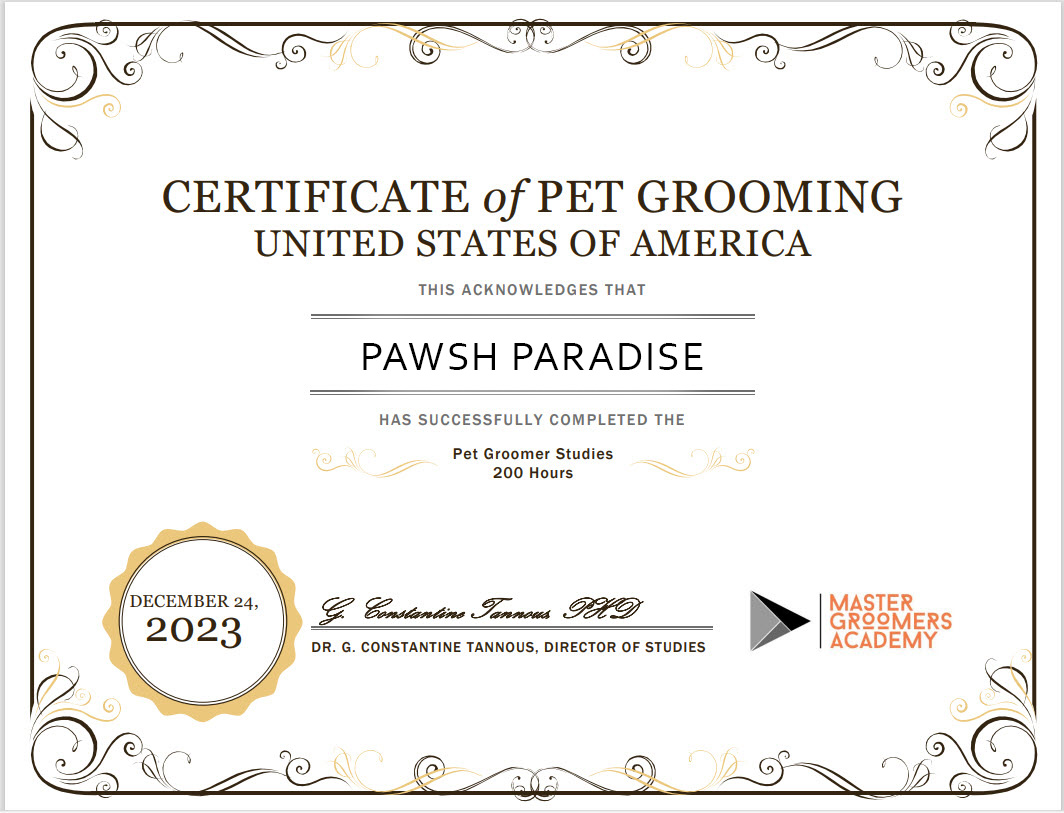 CERTIFICATE of PET GROOMING
UNITED STATES OF AMERICA
THIS ACKNOWLEDGES THAT
PAWSH PARADISE
HAS SUCCESSFULLY COMPLETED THE
Pet Groomer Studies
200 Hours
DECEMBER 24,
2023
G. Constantine Tannous PHD
DR. G. CONSTANTINE TANNOUS, DIRECTOR OF STUDIES
MASTER
GROOMERS
ACADEMY